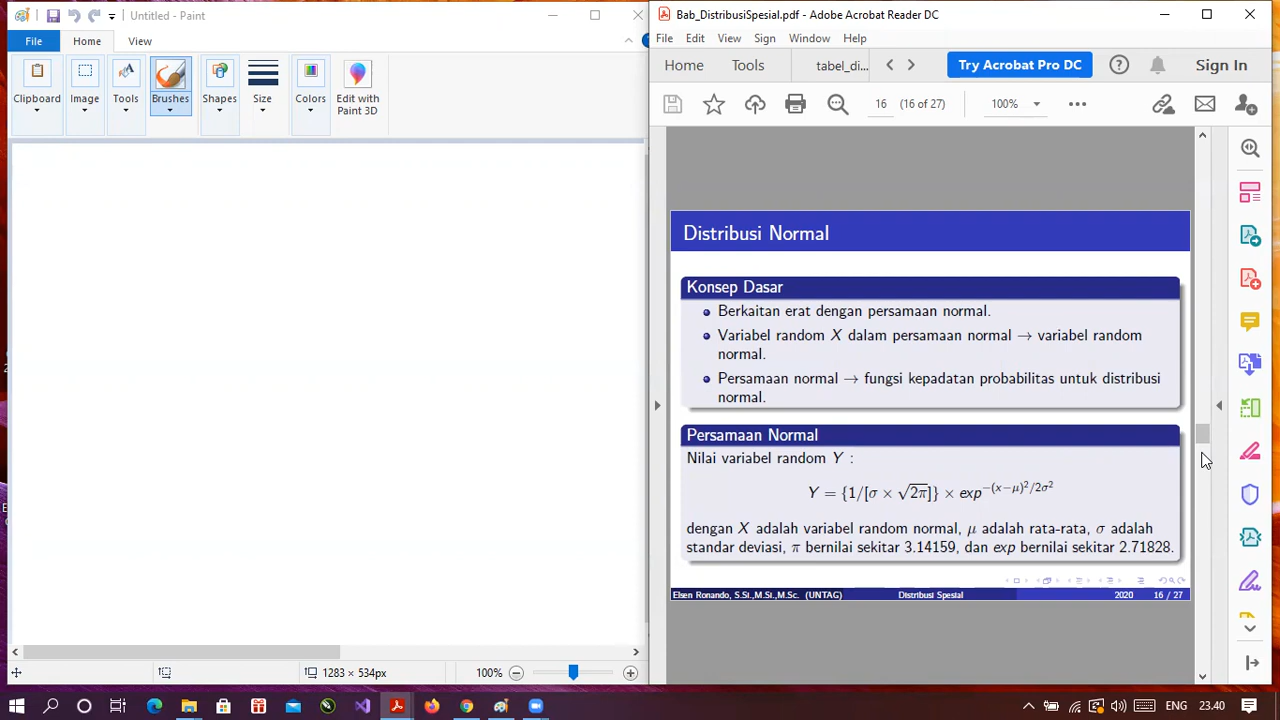 Untitled - Paint
File
Home
View
Clipboard
Image
Tools
Brushes
Shapes
Size
Colors
Edit with
Paint 3D
1283 × 534px
100%
Bab_DistribusiSpesial.pdf - Adobe Acrobat Reader DC
File Edit View Sign Window Help
Home Tools tabel_di... Try Acrobat Pro DC Sign In
16 (16 of 27) 100%
Distribusi Normal
Konsep Dasar
Berkaitan erat dengan persamaan normal.
Variabel random X dalam persamaan normal → variabel random
normal.
Persamaan normal → fungsi kepadatan probabilitas untuk distribusi
normal.
Persamaan Normal
Nilai variabel random Y :
Y = {1/[σ × √2π]} × exp^−(x−μ)²/2σ²
dengan X adalah variabel random normal, μ adalah rata-rata, σ adalah
standar deviasi, π bernilai sekitar 3.14159, dan exp bernilai sekitar 2.71828.
Elsen Ronando, S.Si.,M.Si.,M.Sc. (UNTAG) Distribusi Spesial 2020 16 / 27
ENG 23.40